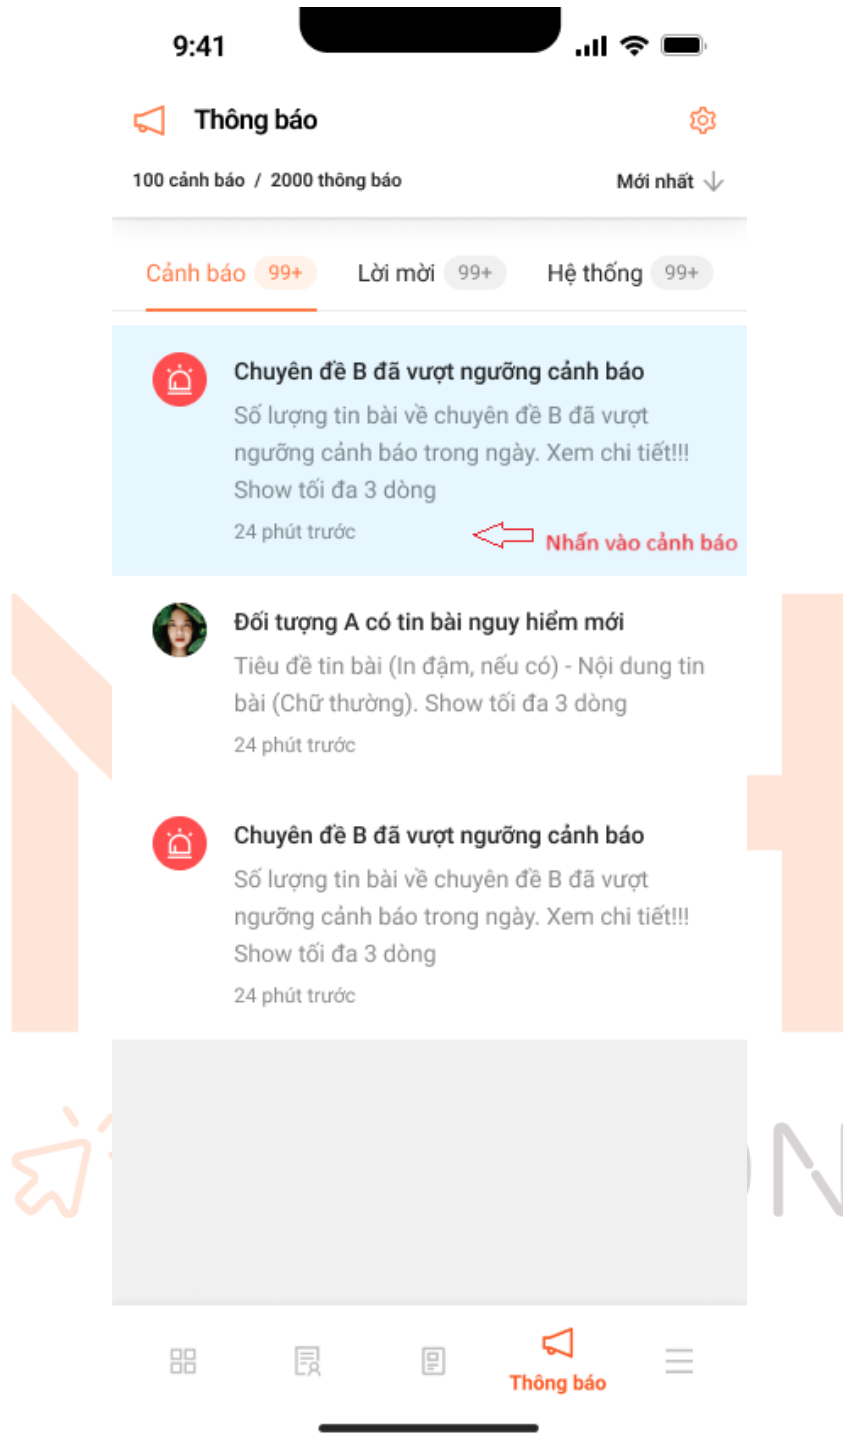 9:41
Thông báo
100 cảnh báo / 2000 thông báo
Mới nhất
Cảnh báo 99+ Lời mời 99+ Hệ thống 99+
Chuyên đề B đã vượt ngưỡng cảnh báo
Số lượng tin bài về chuyên đề B đã vượt
ngưỡng cảnh báo trong ngày. Xem chi tiết!!!
Show tối đa 3 dòng
24 phút trước
Nhấn vào cảnh báo
Đối tượng A có tin bài nguy hiểm mới
Tiêu đề tin bài (In đậm, nếu có) - Nội dung tin
bài (Chữ thường). Show tối đa 3 dòng
24 phút trước
Chuyên đề B đã vượt ngưỡng cảnh báo
Số lượng tin bài về chuyên đề B đã vượt
ngưỡng cảnh báo trong ngày. Xem chi tiết!!!
Show tối đa 3 dòng
24 phút trước
Thông báo